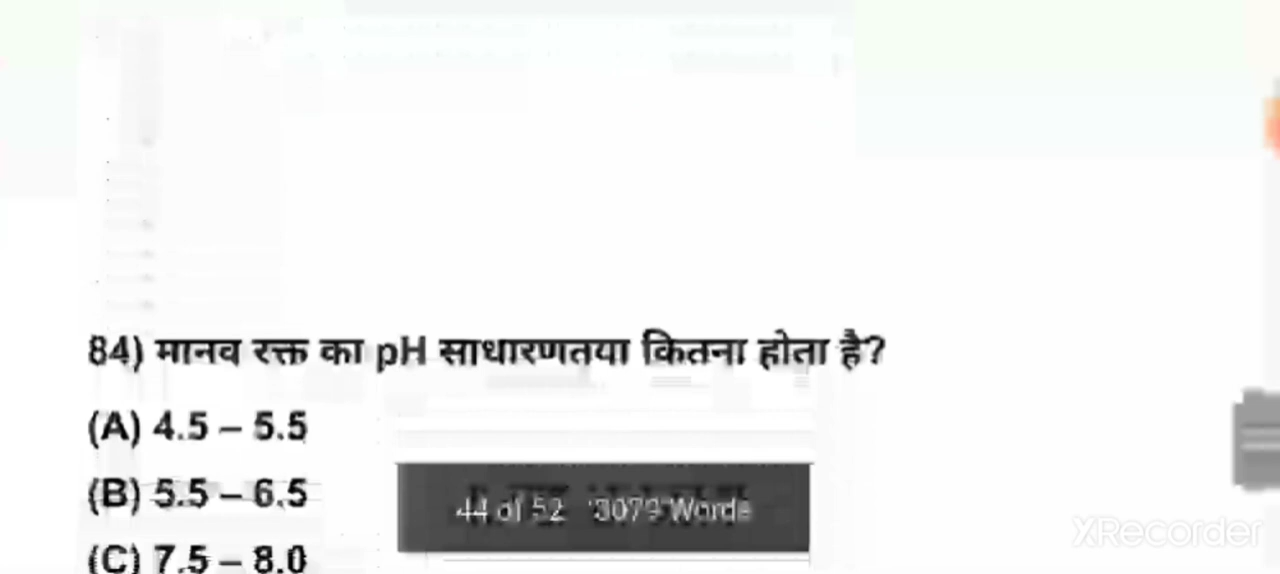 84) मानव रक्त का pH साधारणतया कितना होता है?
(A) 4.5 – 5.5
(B) 5.5 – 6.5
44 of 52 3079 Words
(C) 7.5 – 8.0
XRecorder